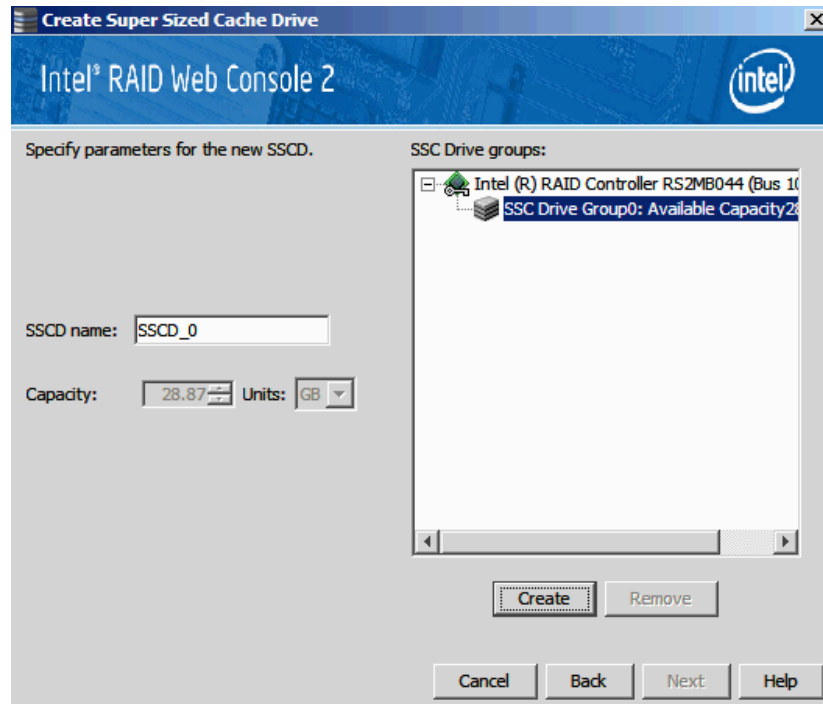 Create Super Sized Cache Drive
Intel® RAID Web Console 2
intel
Specify parameters for the new SSCD.
SSC Drive groups:
Intel (R) RAID Controller RS2MB044 (Bus 10
SSC Drive Group0: Available Capacity28
SSCD name: SSCD_0
Capacity: 28.87 Units: GB
Create Remove
Cancel Back Next Help